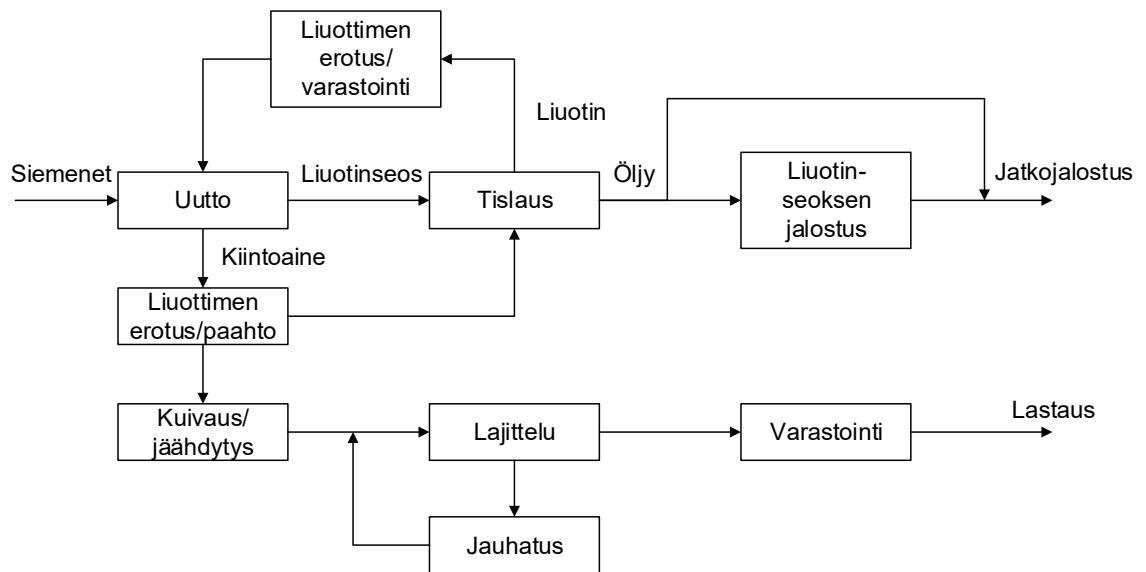 Liuottimen
erotus/
varastointi
Liuotin
Siemenet
Uutto
Liuotinseos
Tislaus
Öljy
Liuotin-
seoksen
jalostus
Jatkojalostus
Kiintoaine
Liuottimen
erotus/paahto
Kuivaus/
jäähdytys
Lajittelu
Varastointi
Lastaus
Jauhatus